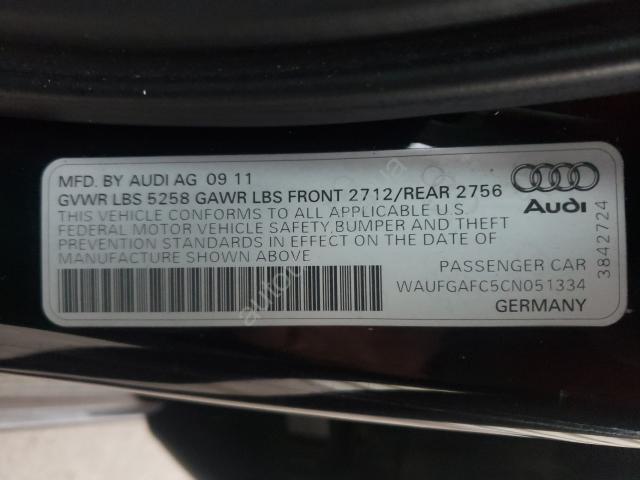 MFD. BY AUDI AG 09 11
GVWR LBS 5258 GAWR LBS FRONT 2712/REAR 2756
THIS VEHICLE CONFORMS TO ALL APPLICABLE U.S.
FEDERAL MOTOR VEHICLE SAFETY, BUMPER AND THEFT
PREVENTION STANDARDS IN EFFECT ON THE DATE OF
MANUFACTURE SHOWN ABOVE
Audi
3842724
PASSENGER CAR
WAUFGAFC5CN051334
GERMANY